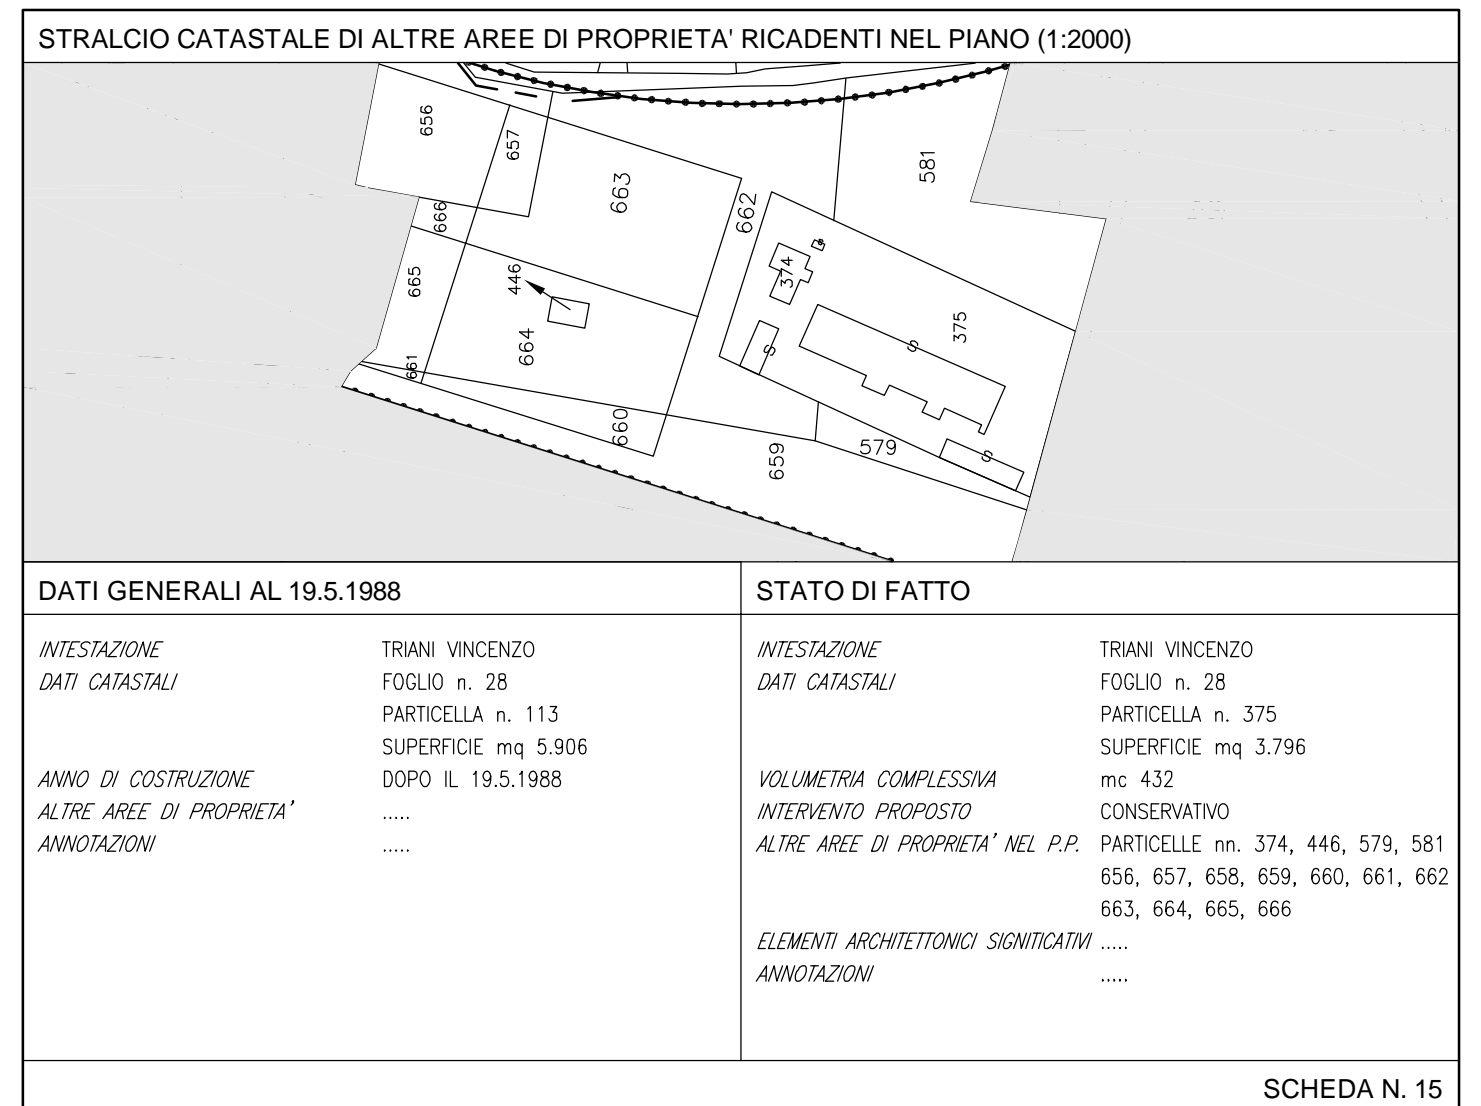 STRALCIO CATASTALE DI ALTRE AREE DI PROPRIETA' RICADENTI NEL PIANO (1:2000)
656
657
663
662
581
666
665
446
374
S
375
S
664
S
661
660
659
579
S
DATI GENERALI AL 19.5.1988
INTESTAZIONE TRIANI VINCENZO
DATI CATASTALI FOGLIO n. 28
PARTICELLA n. 113
SUPERFICIE mq 5.906
ANNO DI COSTRUZIONE DOPO IL 19.5.1988
ALTRE AREE DI PROPRIETA' .....
ANNOTAZIONI .....
STATO DI FATTO
INTESTAZIONE TRIANI VINCENZO
DATI CATASTALI FOGLIO n. 28
PARTICELLA n. 375
SUPERFICIE mq 3.796
VOLUMETRIA COMPLESSIVA mc 432
INTERVENTO PROPOSTO CONSERVATIVO
ALTRE AREE DI PROPRIETA' NEL P.P. PARTICELLE nn. 374, 446, 579, 581
656, 657, 658, 659, 660, 661, 662
663, 664, 665, 666
ELEMENTI ARCHITETTONICI SIGNITICATIVI .....
ANNOTAZIONI .....
SCHEDA N. 15